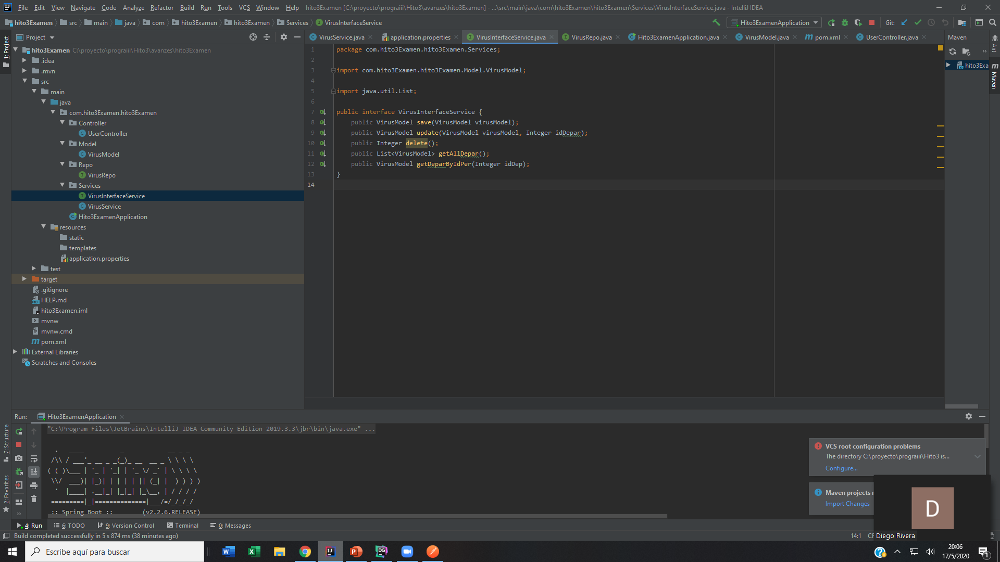 File Edit View Navigate Code Analyze Refactor Build Run Tools VCS Window Help hito3Examen [C:\proyecto\prograiii\Hito3\avanzes\hito3Examen] - ...\src\main\java\com\hito3Examen\hito3Examen\Services\VirusInterfaceService.java - IntelliJ IDEA
hito3Examen src main java com hito3Examen hito3Examen Services VirusInterfaceService Hito3ExamenApplication Git:
Project
VirusService.java application.properties VirusInterfaceService.java VirusRepo.java Hito3ExamenApplication.java VirusModel.java pom.xml UserController.java Maven
1: Project
Ant
Maven
hito3Exa
hito3Examen C:\proyecto\prograiii\Hito3\avanzes\hito3Examen
.idea
.mvn
src
main
java
com.hito3Examen.hito3Examen
Controller
UserController
Model
VirusModel
Repo
VirusRepo
Services
VirusInterfaceService
VirusService
Hito3ExamenApplication
resources
static
templates
application.properties
test
target
.gitignore
HELP.md
hito3Examen.iml
mvnw
mvnw.cmd
pom.xml
External Libraries
Scratches and Consoles
1 package com.hito3Examen.hito3Examen.Services;
2
3 import com.hito3Examen.hito3Examen.Model.VirusModel;
4
5 import java.util.List;
6
7 public interface VirusInterfaceService {
8 public VirusModel save(VirusModel virusModel);
9 public VirusModel update(VirusModel virusModel, Integer idDepar);
10 public Integer delete();
11 public List<VirusModel> getAllDepar();
12 public VirusModel getDeparByIdPer(Integer idDep);
13 }
14
Run: Hito3ExamenApplication
7: Structure
2: Favorites
"C:\Program Files\JetBrains\IntelliJ IDEA Community Edition 2019.3.3\jbr\bin\java.exe" ...
  .   ____          _            __ _ _
 /\\ / ___'_ __ _ _(_)_ __  __ _ \ \ \ \
( ( )\___ | '_ | '_| | '_ \/ _` | \ \ \ \
 \\/  ___)| |_)| | | | | || (_| |  ) ) ) )
  '  |____| .__|_| |_|_| |_\__, | / / / /
 =========|_|==============|___/=/_/_/_/
:: Spring Boot ::        (v2.2.6.RELEASE)
VCS root configuration problems
The directory C:\proyecto\prograiii\Hito3 is...
Configure...
Maven projects
Import Changes
D
Diego Rivera
4: Run 6: TODO 9: Version Control Terminal 0: Messages
Build completed successfully in 5 s 874 ms (38 minutes ago)
14:1
Escribe aquí para buscar
20:06
17/5/2020
1